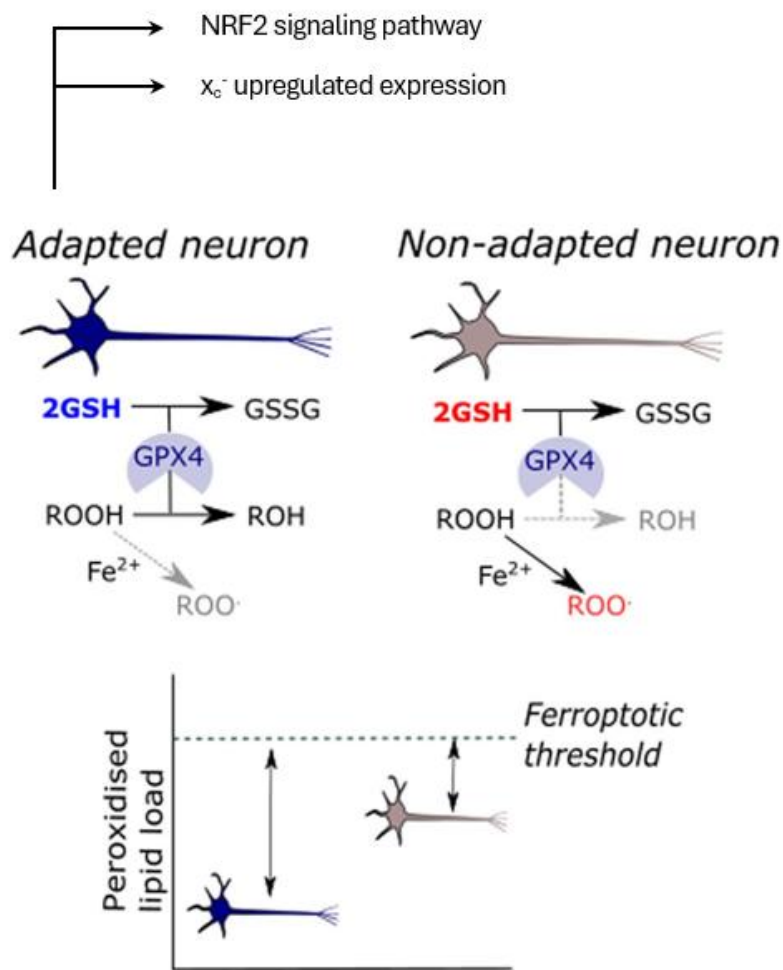 NRF2 signaling pathway
x꜀⁻ upregulated expression
Adapted neuron
Non-adapted neuron
2GSH
GSSG
GPX4
ROOH
ROH
Fe²⁺
ROO·
2GSH
GSSG
GPX4
ROOH
ROH
Fe²⁺
ROO·
Peroxidised
lipid load
Ferroptotic
threshold